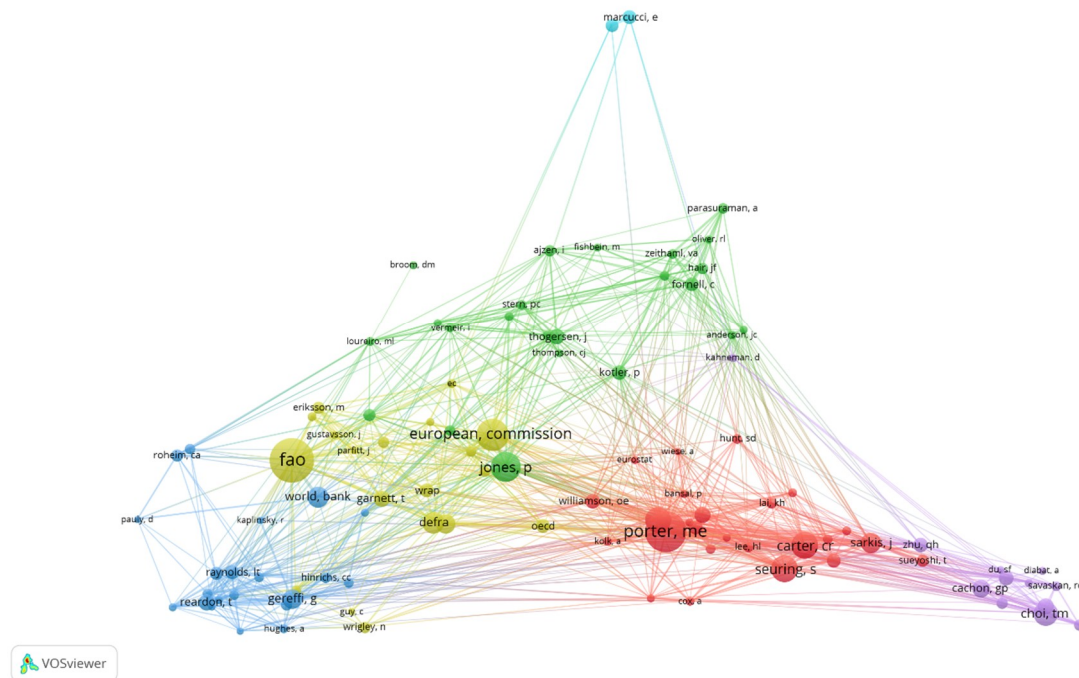 marcucci, e
parasuraman, a
oliver, rl
ajzen, i
fishbein, m
zeithaml, va
broom, dm
hair, jf
fornell, c
stern, pc
vermeir, i
anderson, jc
loureiro, ml
thogersen, j
thompson, cj
kahneman, d
kotler, p
ec
eriksson, m
gustavsson, j
european, commission
hunt, sd
parfitt, j
wiese, a
roheim, ca
fao
jones, p
eurostat
world, bank
garnett, t
wrap
williamson, oe
bansal, p
lai, kh
pauly, d
kaplinsky, r
defra
oecd
porter, me
kolk, a
lee, hl
carter, cr
sarkis, j
zhu, qh
sueyoshi, t
raynolds, lt
hinrichs, cc
seuring, s
du, sf
diabat, a
reardon, t
gereffi, g
cachon, gp
savaskan, rc
guy, c
cox, a
hughes, a
wrigley, n
choi, tm
VOSviewer